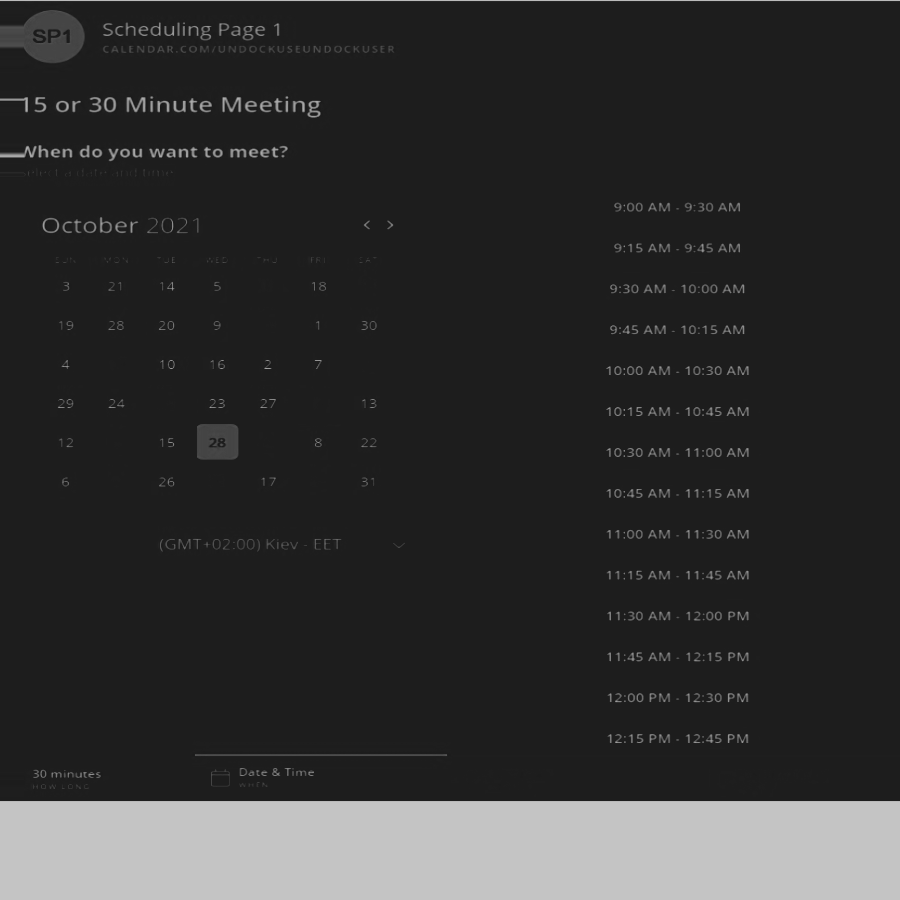 SP1
Scheduling Page 1
CALENDAR.COM/UNDOCKUSEUNDOCKUSER
15 or 30 Minute Meeting
When do you want to meet?
select a date and time
October 2021 < >
SUN MON TUE WED THU FRI SAT
3 21 14 5 18
19 28 20 9 1 30
4 10 16 2 7
29 24 23 27 13
12 15 28 8 22
6 26 17 31
(GMT+02:00) Kiev - EET
9:00 AM - 9:30 AM
9:15 AM - 9:45 AM
9:30 AM - 10:00 AM
9:45 AM - 10:15 AM
10:00 AM - 10:30 AM
10:15 AM - 10:45 AM
10:30 AM - 11:00 AM
10:45 AM - 11:15 AM
11:00 AM - 11:30 AM
11:15 AM - 11:45 AM
11:30 AM - 12:00 PM
11:45 AM - 12:15 PM
12:00 PM - 12:30 PM
12:15 PM - 12:45 PM
30 minutes
HOW LONG
Date & Time
WHEN